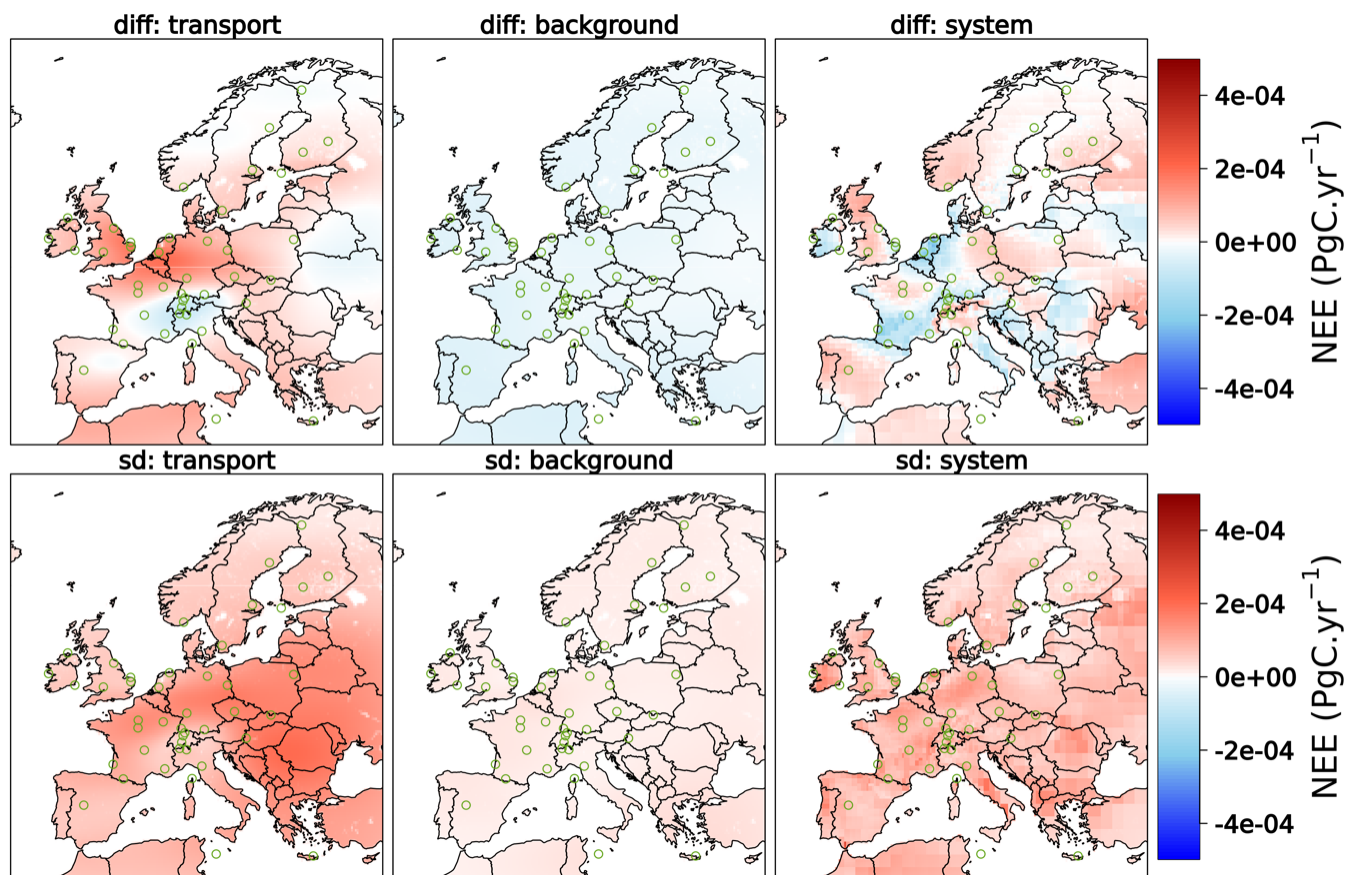 diff: transport
diff: background
diff: system
4e-04
2e-04
0e+00
-2e-04
-4e-04
NEE (PgC.yr⁻¹)
sd: transport
sd: background
sd: system
4e-04
2e-04
0e+00
-2e-04
-4e-04
NEE (PgC.yr⁻¹)